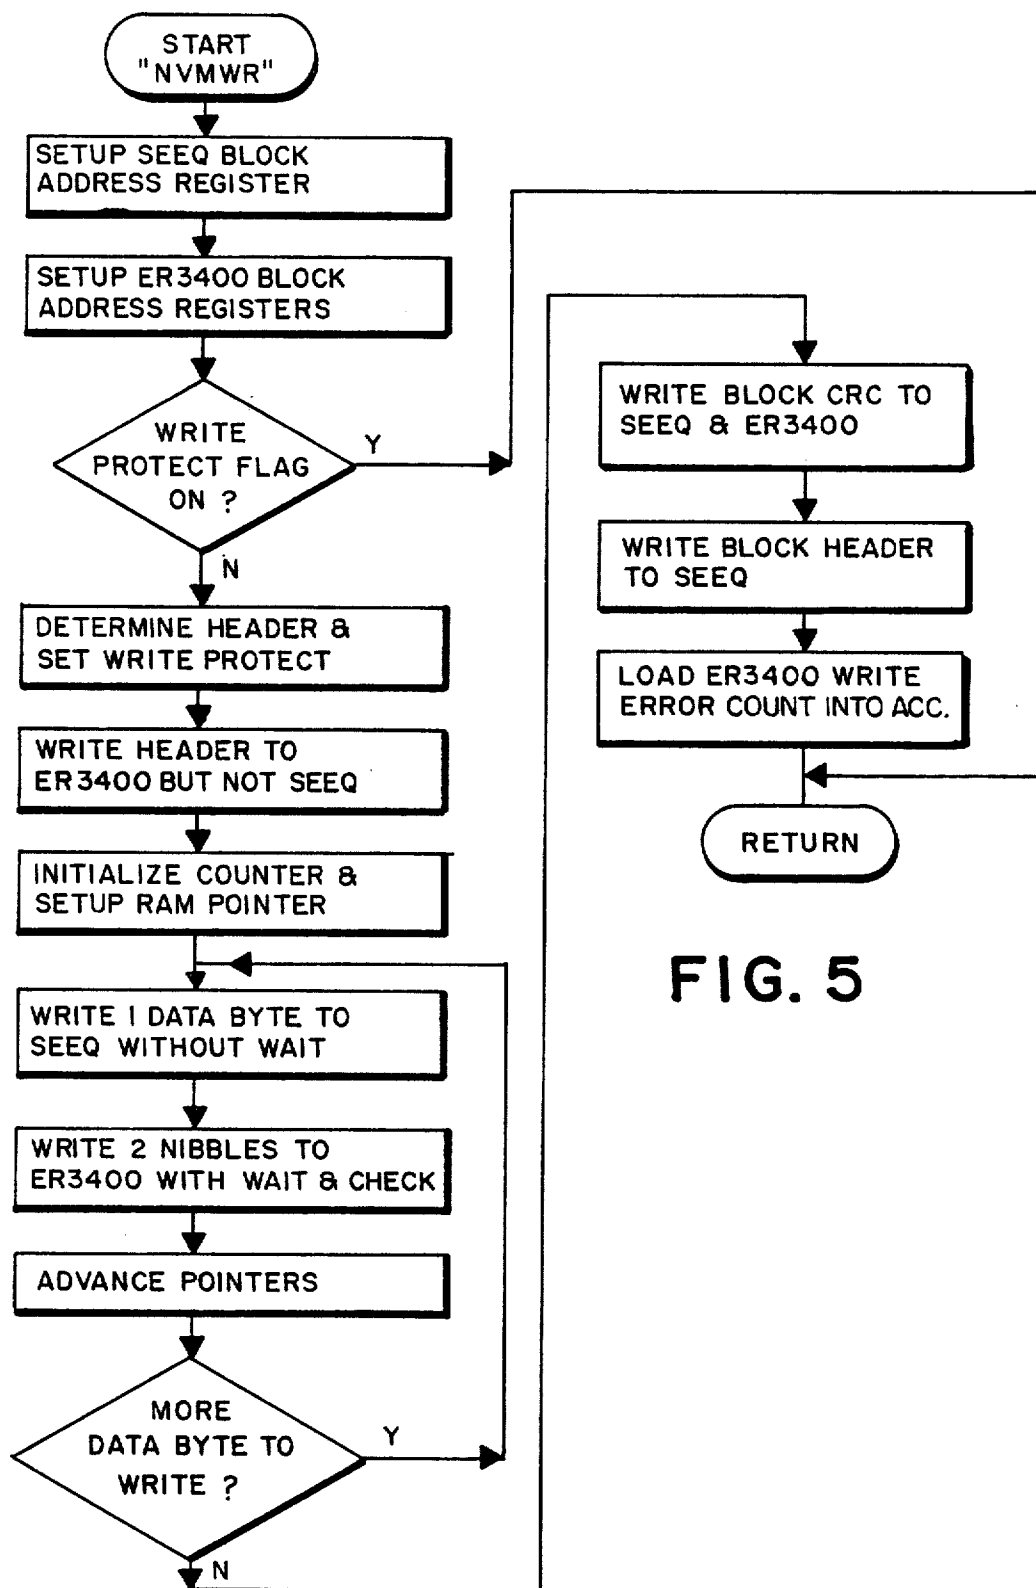 START
"NVMWR"
SETUP SEEQ BLOCK
ADDRESS REGISTER
SETUP ER3400 BLOCK
ADDRESS REGISTERS
WRITE
PROTECT FLAG
ON ?
Y
N
DETERMINE HEADER &
SET WRITE PROTECT
WRITE HEADER TO
ER3400 BUT NOT SEEQ
INITIALIZE COUNTER &
SETUP RAM POINTER
WRITE 1 DATA BYTE TO
SEEQ WITHOUT WAIT
WRITE 2 NIBBLES TO
ER3400 WITH WAIT & CHECK
ADVANCE POINTERS
MORE
DATA BYTE TO
WRITE ?
Y
N
WRITE BLOCK CRC TO
SEEQ & ER3400
WRITE BLOCK HEADER
TO SEEQ
LOAD ER3400 WRITE
ERROR COUNT INTO ACC.
RETURN
FIG. 5